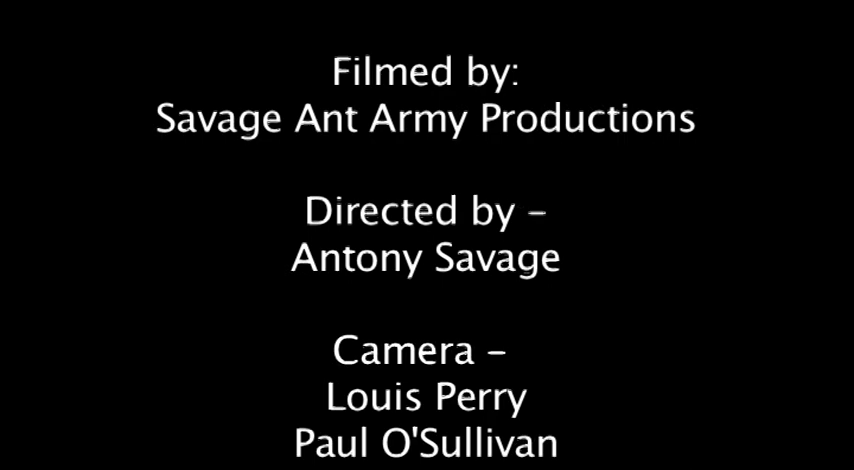 Filmed by:
Savage Ant Army Productions
Directed by –
Antony Savage
Camera –
Louis Perry
Paul O'Sullivan